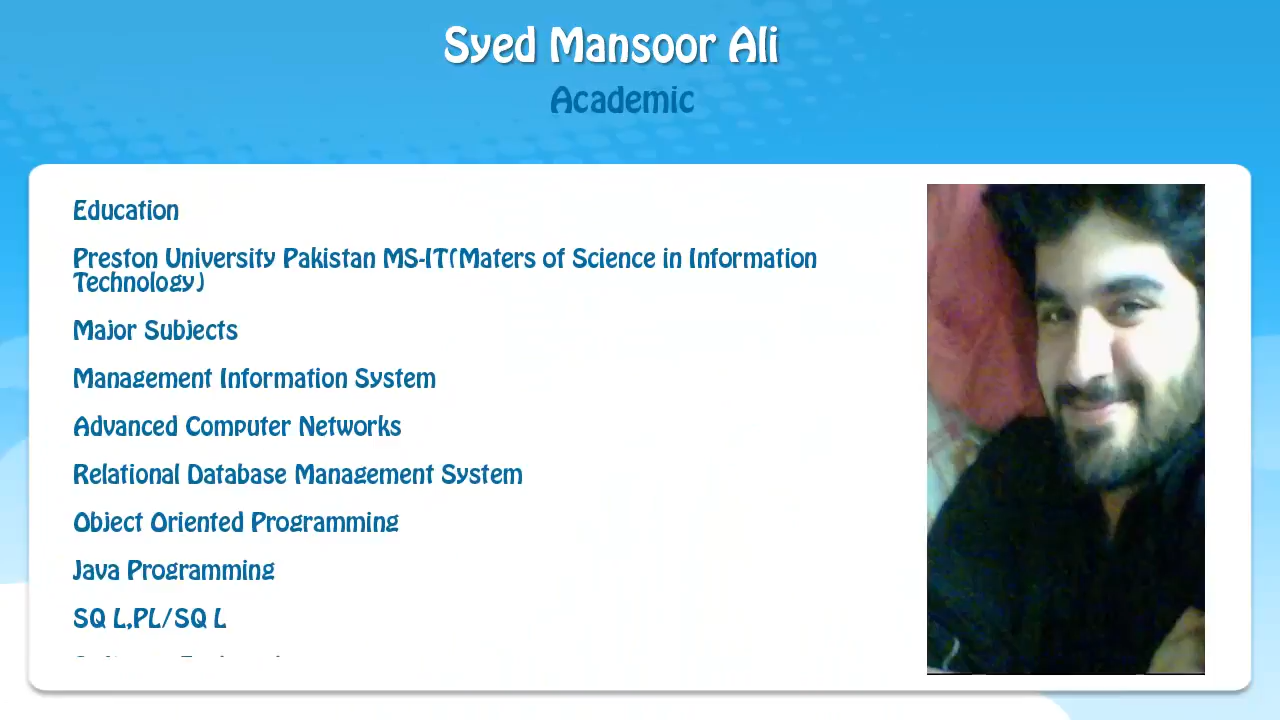 Syed Mansoor Ali
Academic
Education
Preston University Pakistan MS-IT(Maters of Science in Information
Technology)
Major Subjects
Management Information System
Advanced Computer Networks
Relational Database Management System
Object Oriented Programming
Java Programming
SQ L,PL/SQ L